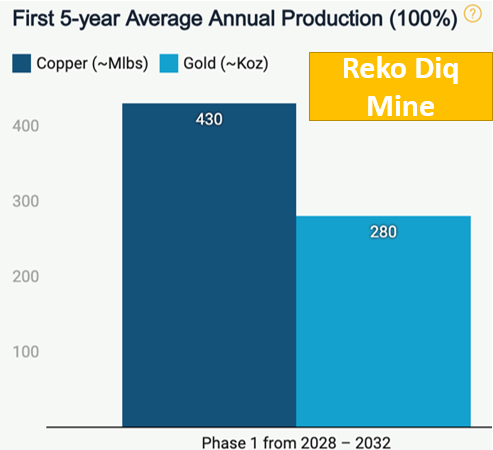 First 5-year Average Annual Production (100%) ?
Copper (~Mlbs) Gold (~Koz)
Reko Diq
Mine
400
430
300
280
200
100
Phase 1 from 2028 – 2032